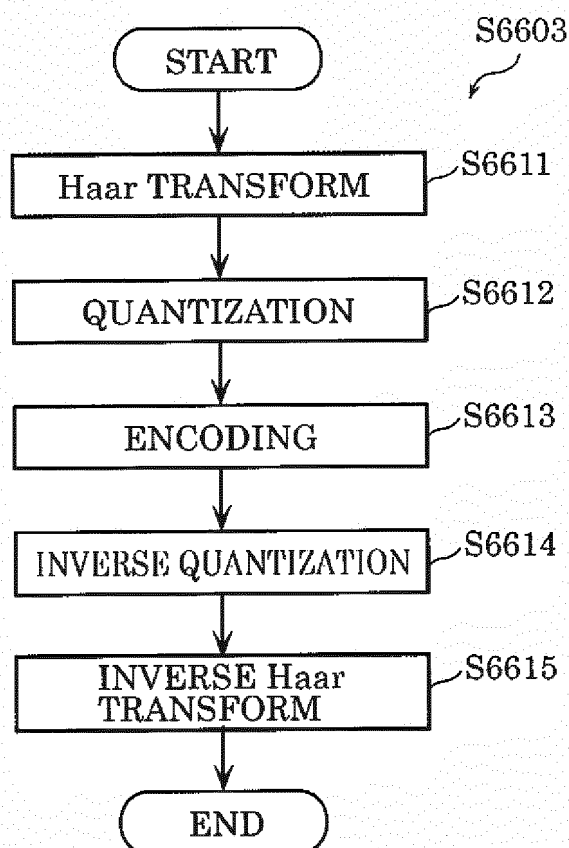 S6603
START
Haar TRANSFORM
S6611
QUANTIZATION
S6612
ENCODING
S6613
INVERSE QUANTIZATION
S6614
INVERSE Haar
TRANSFORM
S6615
END